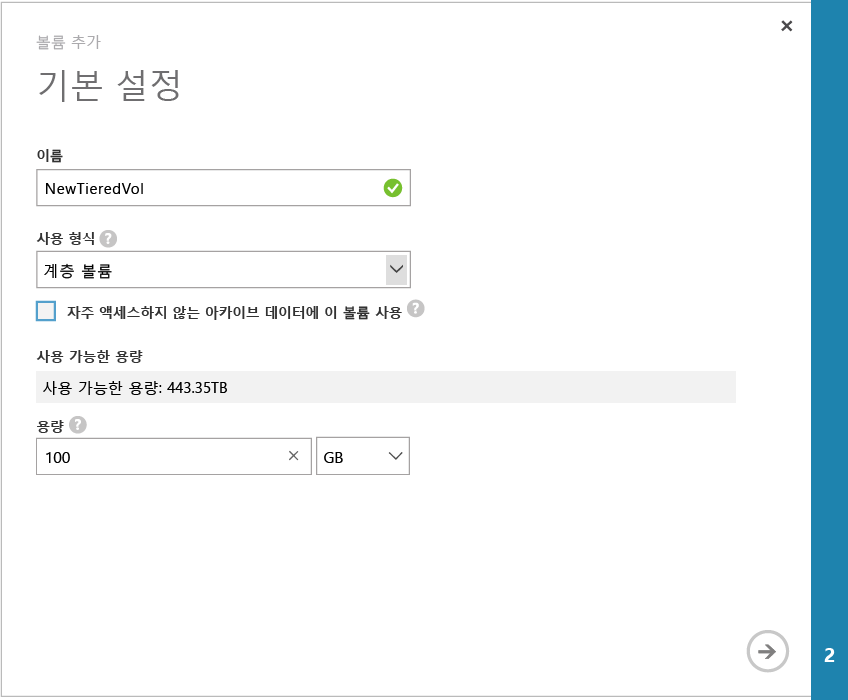 볼륨 추가
기본 설정
이름
NewTieredVol
사용 형식 ?
계층 볼륨
자주 액세스하지 않는 아카이브 데이터에 이 볼륨 사용 ?
사용 가능한 용량
사용 가능한 용량: 443.35TB
용량 ?
100 GB
2